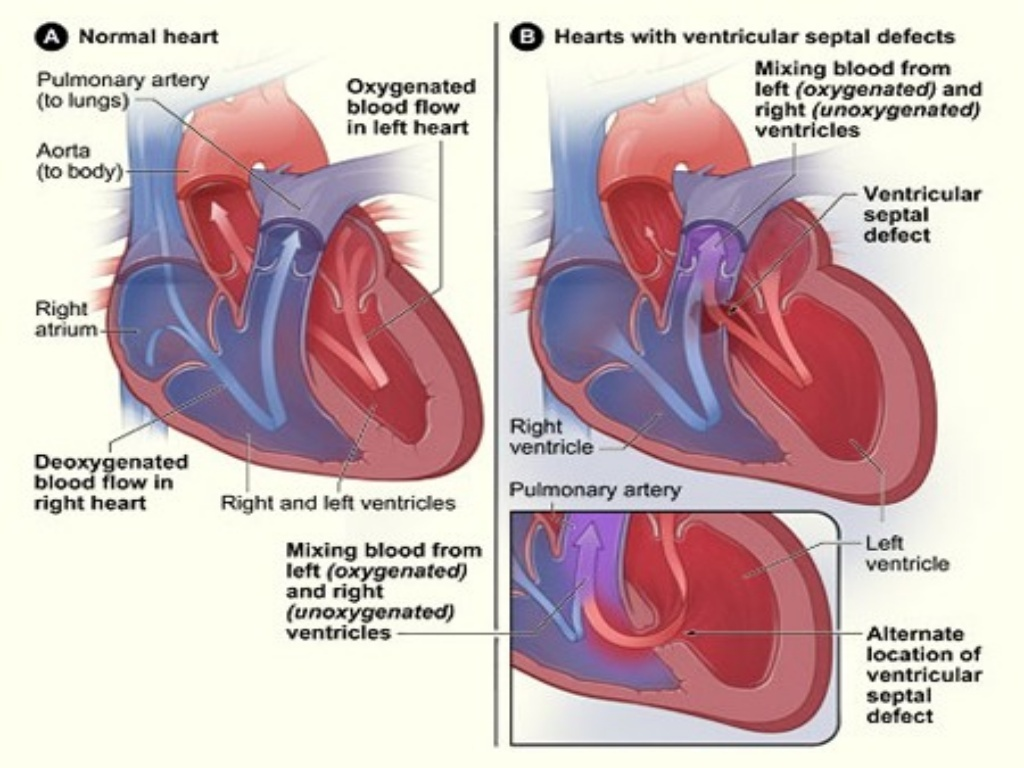 A Normal heart
Pulmonary artery
(to lungs)
Oxygenated
blood flow
in left heart
Aorta
(to body)
Right
atrium
Deoxygenated
blood flow in
right heart
Right and left ventricles
Mixing blood from
left (oxygenated)
and right
(unoxygenated)
ventricles
B Hearts with ventricular septal defects
Mixing blood from
left (oxygenated) and
right (unoxygenated)
ventricles
Ventricular
septal
defect
Right
ventricle
Pulmonary artery
Left
ventricle
Alternate
location of
ventricular
septal
defect